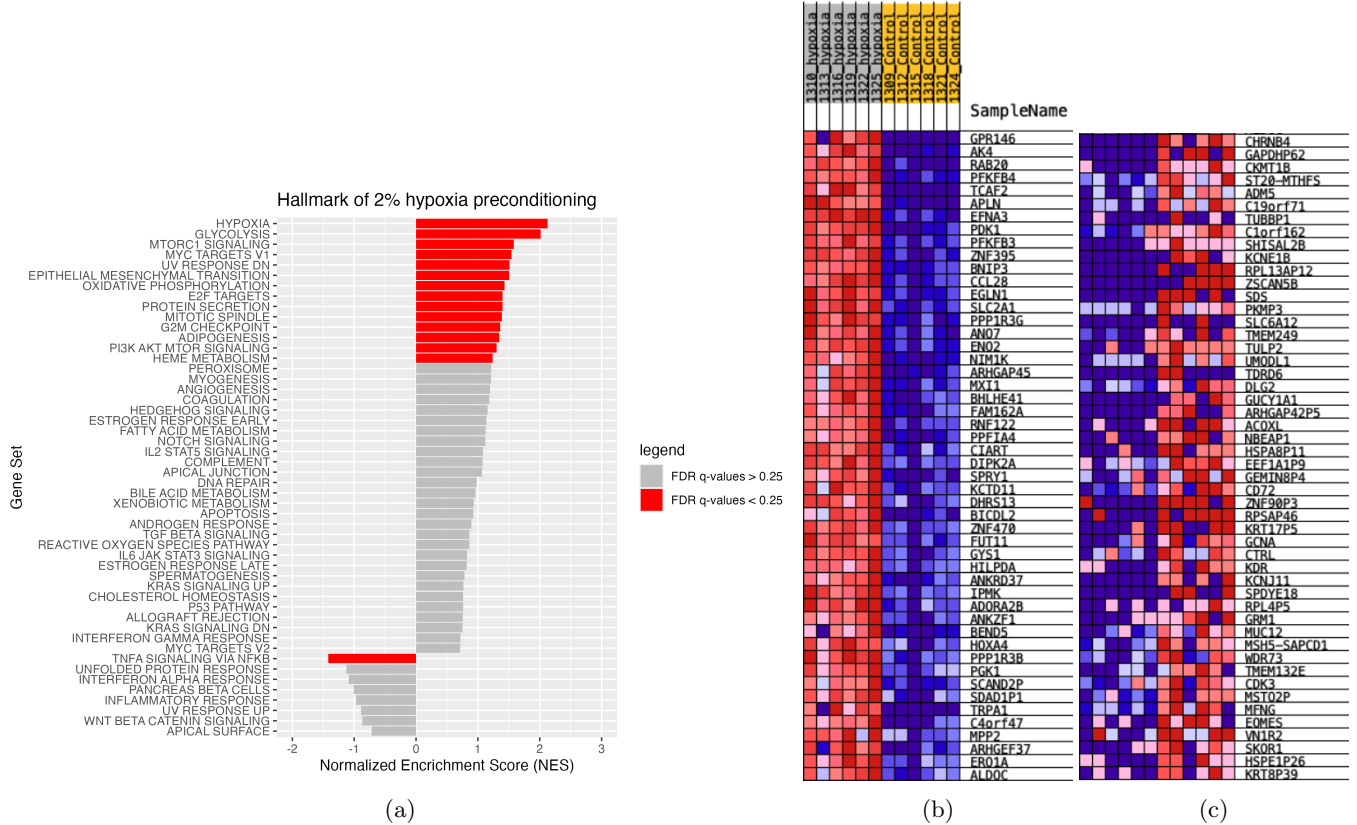 Hallmark of 2% hypoxia preconditioning
Gene Set
HYPOXIA
GLYCOLYSIS
MTORC1 SIGNALING
MYC TARGETS V1
UV RESPONSE DN
EPITHELIAL MESENCHYMAL TRANSITION
OXIDATIVE PHOSPHORYLATION
E2F TARGETS
PROTEIN SECRETION
MITOTIC SPINDLE
G2M CHECKPOINT
ADIPOGENESIS
PI3K AKT MTOR SIGNALING
HEME METABOLISM
PEROXISOME
MYOGENESIS
ANGIOGENESIS
COAGULATION
HEDGEHOG SIGNALING
ESTROGEN RESPONSE EARLY
FATTY ACID METABOLISM
NOTCH SIGNALING
IL2 STAT5 SIGNALING
COMPLEMENT
APICAL JUNCTION
DNA REPAIR
BILE ACID METABOLISM
XENOBIOTIC METABOLISM
APOPTOSIS
ANDROGEN RESPONSE
TGF BETA SIGNALING
REACTIVE OXYGEN SPECIES PATHWAY
IL6 JAK STAT3 SIGNALING
ESTROGEN RESPONSE LATE
SPERMATOGENESIS
KRAS SIGNALING UP
CHOLESTEROL HOMEOSTASIS
P53 PATHWAY
ALLOGRAFT REJECTION
KRAS SIGNALING DN
INTERFERON GAMMA RESPONSE
MYC TARGETS V2
TNFA SIGNALING VIA NFKB
UNFOLDED PROTEIN RESPONSE
INTERFERON ALPHA RESPONSE
PANCREAS BETA CELLS
INFLAMMATORY RESPONSE
UV RESPONSE UP
WNT BETA CATENIN SIGNALING
APICAL SURFACE
-2 -1 0 1 2 3
Normalized Encrichment Score (NES)
legend
FDR q-values > 0.25
FDR q-values < 0.25
(a)
1310_hypoxia
1313_hypoxia
1316_hypoxia
1319_hypoxia
1322_hypoxia
1325_hypoxia
1309_Control
1312_Control
1315_Control
1318_Control
1321_Control
1324_Control
SampleName
GPR146
AK4
RAB20
PFKFB4
TCAF2
APLN
EFNA3
PDK1
PFKFB3
ZNF395
BNIP3
CCL28
EGLN1
SLC2A1
PPP1R3G
ANO7
ENO2
NIM1K
ARHGAP45
MXI1
BHLHE41
FAM162A
RNF122
PPFIA4
CIART
DIPK2A
SPRY1
KCTD11
DHRS13
BICDL2
ZNF470
FUT11
GYS1
HILPDA
ANKRD37
IPMK
ADORA2B
ANKZF1
BEND5
HOXA4
PPP1R3B
PGK1
SCAND2P
SDAD1P1
TRPA1
C4orf47
MPP2
ARHGEF37
ERO1A
ALDOC
(b)
CHRNB4
GAPDHP62
CKMT1B
ST20-MTHFS
ADM5
C19orf71
TUBBP1
C1orf162
SHISAL2B
KCNE1B
RPL13AP12
ZSCAN5B
SDS
PKMP3
SLC6A12
TMEM249
TULP2
UMODL1
TDRD6
DLG2
GUCY1A1
ARHGAP42P5
ACOXL
NBEAP1
HSPA8P11
EEF1A1P9
GEMIN8P4
CD72
ZNF90P3
RPSAP46
KRT17P5
GCNA
CTRL
KDR
KCNJ11
SPDYE18
RPL4P5
GRM1
MUC12
MSH5-SAPCD1
WDR73
TMEM132E
CDK3
MST02P
MFNG
EOMES
VN1R2
SKOR1
HSPE1P26
KRT8P39
(c)